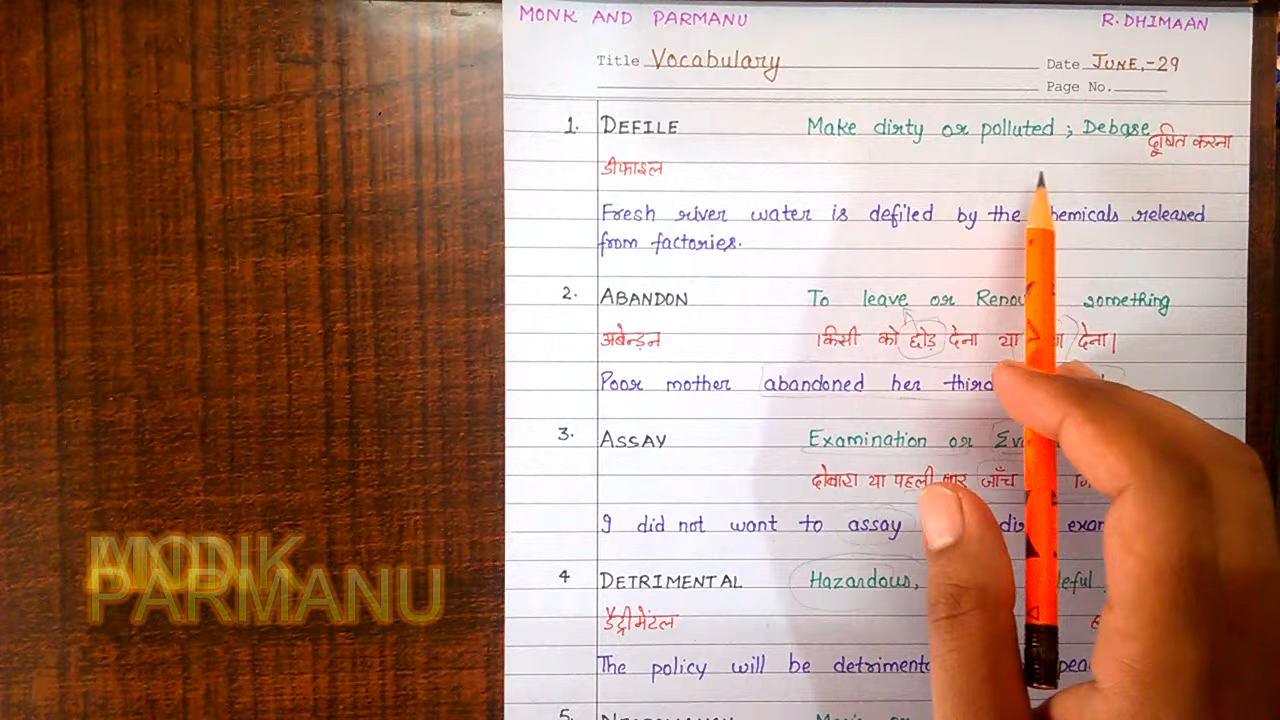 MONK AND PARMANU R. DHIMAAN
Title Vocabulary Date JUNE,-29
Page No.
1. DEFILE Make dirty or polluted ; Debase दूषित करना
डीफाइल
Fresh river water is defiled by the chemicals released
from factories.
2. ABANDON To leave or something
अबेन्ड़न किसी को छोड़ देना या देना।
Poor mother abandoned her third
3. ASSAY Examination or
दोबारा या पहली बार जाँच
I did not want to assay
4 DETRIMENTAL Hazardous,
डैट्रीमेंटल
The policy will be
5.
PARMANU